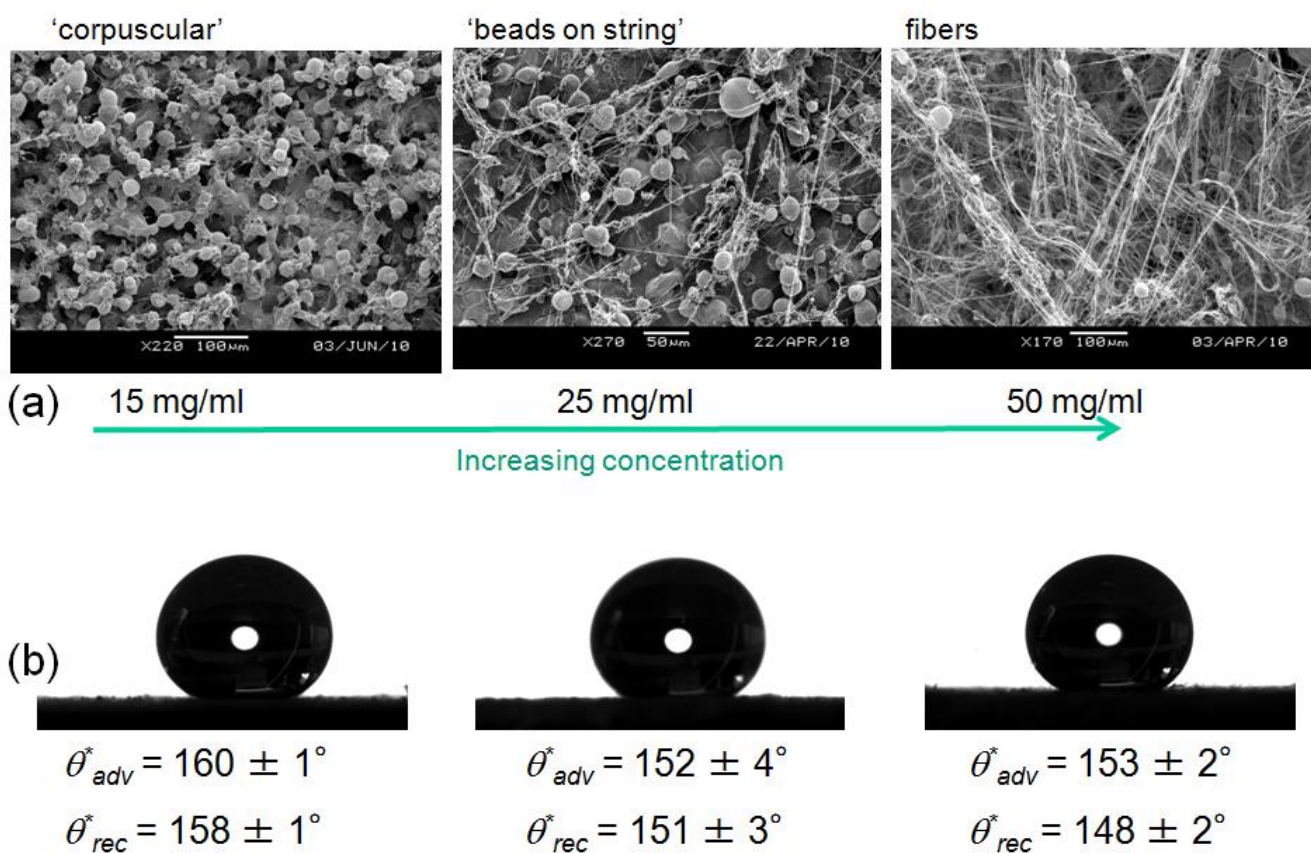 ‘corpuscular’ ‘beads on string’ fibers
X220 100μm 03/JUN/10 X270 50μm 22/APR/10 X170 100μm 03/APR/10
(a) 15 mg/ml 25 mg/ml 50 mg/ml
Increasing concentration
(b)
θ*adv = 160 ± 1° θ*adv = 152 ± 4° θ*adv = 153 ± 2°
θ*rec = 158 ± 1° θ*rec = 151 ± 3° θ*rec = 148 ± 2°